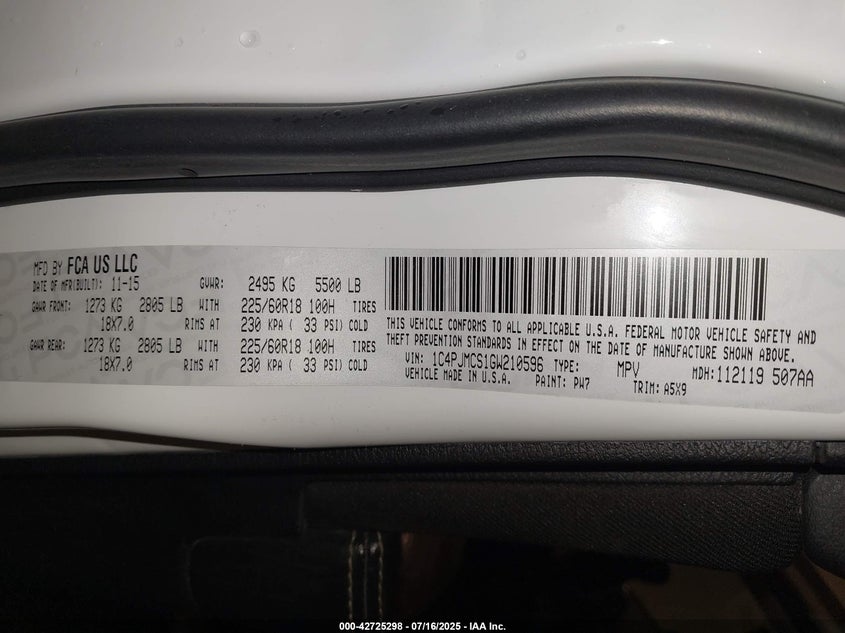 MFD BY FCA US LLC
DATE OF MFR(BUILT): 11-15 GVWR: 2495 KG 5500 LB
GAWR FRONT: 1273 KG 2805 LB WITH 225/60R18 100H TIRES
18X7.0 RIMS AT 230 KPA ( 33 PSI) COLD
GAWR REAR: 1273 KG 2805 LB WITH 225/60R18 100H TIRES
18X7.0 RIMS AT 230 KPA ( 33 PSI) COLD
THIS VEHICLE CONFORMS TO ALL APPLICABLE U.S.A. FEDERAL MOTOR VEHICLE SAFETY AND
THEFT PREVENTION STANDARDS IN EFFECT ON THE DATE OF MANUFACTURE SHOWN ABOVE.
VIN: 1C4PJMCS1GW210596 TYPE: MPV MDH: 112119 507AA
VEHICLE MADE IN U.S.A. PAINT: PW7 TRIM: A5X9
000-42725298 - 07/16/2025 - IAA Inc.